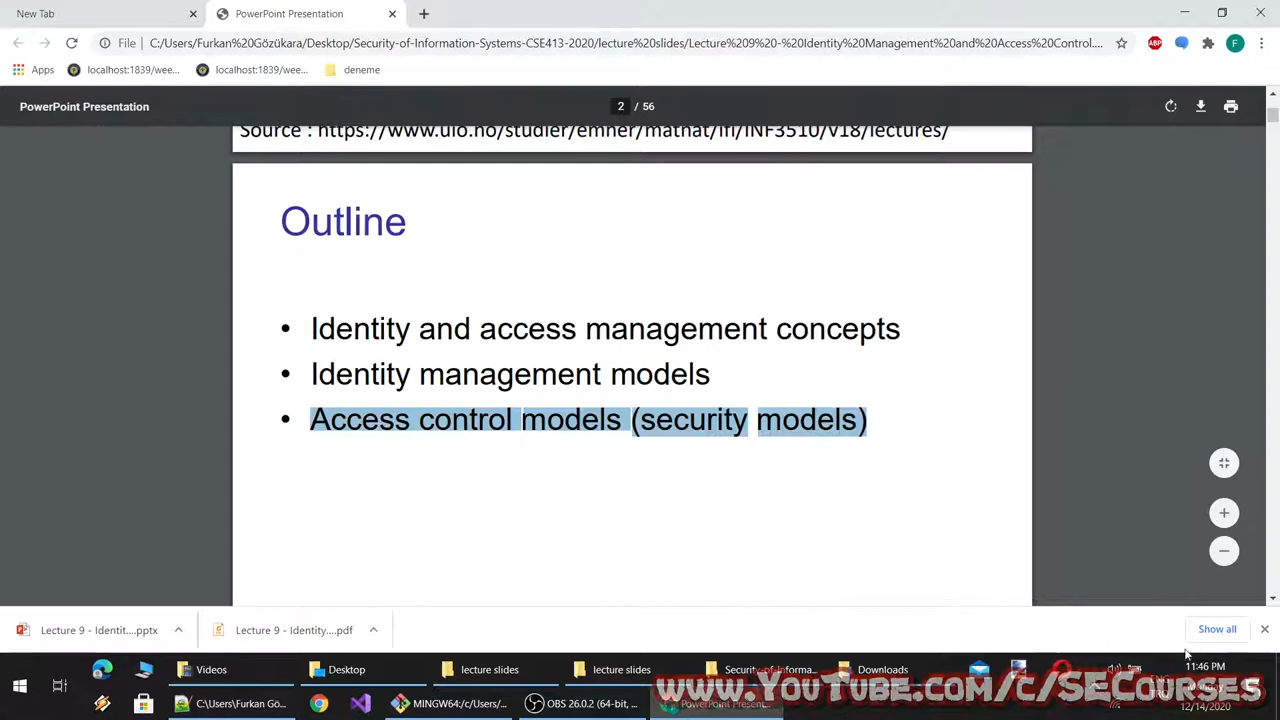 New Tab
PowerPoint Presentation
File
C:/Users/Furkan%20Gözükara/Desktop/Security-of-Information-Systems-CSE413-2020/lecture%20slides/Lecture%209%20-%20Identity%20Management%20and%20Access%20Control....
ABP
F
Apps
localhost:1839/wee...
localhost:1839/wee...
deneme
PowerPoint Presentation
2 / 56
Source : https://www.uio.no/studier/emner/matnat/ifi/INF3510/v18/lectures/
Outline
• Identity and access management concepts
• Identity management models
• Access control models (security models)
Lecture 9 - Identit....pptx
Lecture 9 - Identity....pdf
Show all
Videos
Desktop
lecture slides
lecture slides
Security-of-Informa...
Downloads
11:46 PM
ENG
Monday
C:\Users\Furkan Gö...
MINGW64:/c/Users/...
OBS 26.0.2 (64-bit, ...
PowerPoint Present...
12/14/2020
www.YouTube.com/c/SECourses